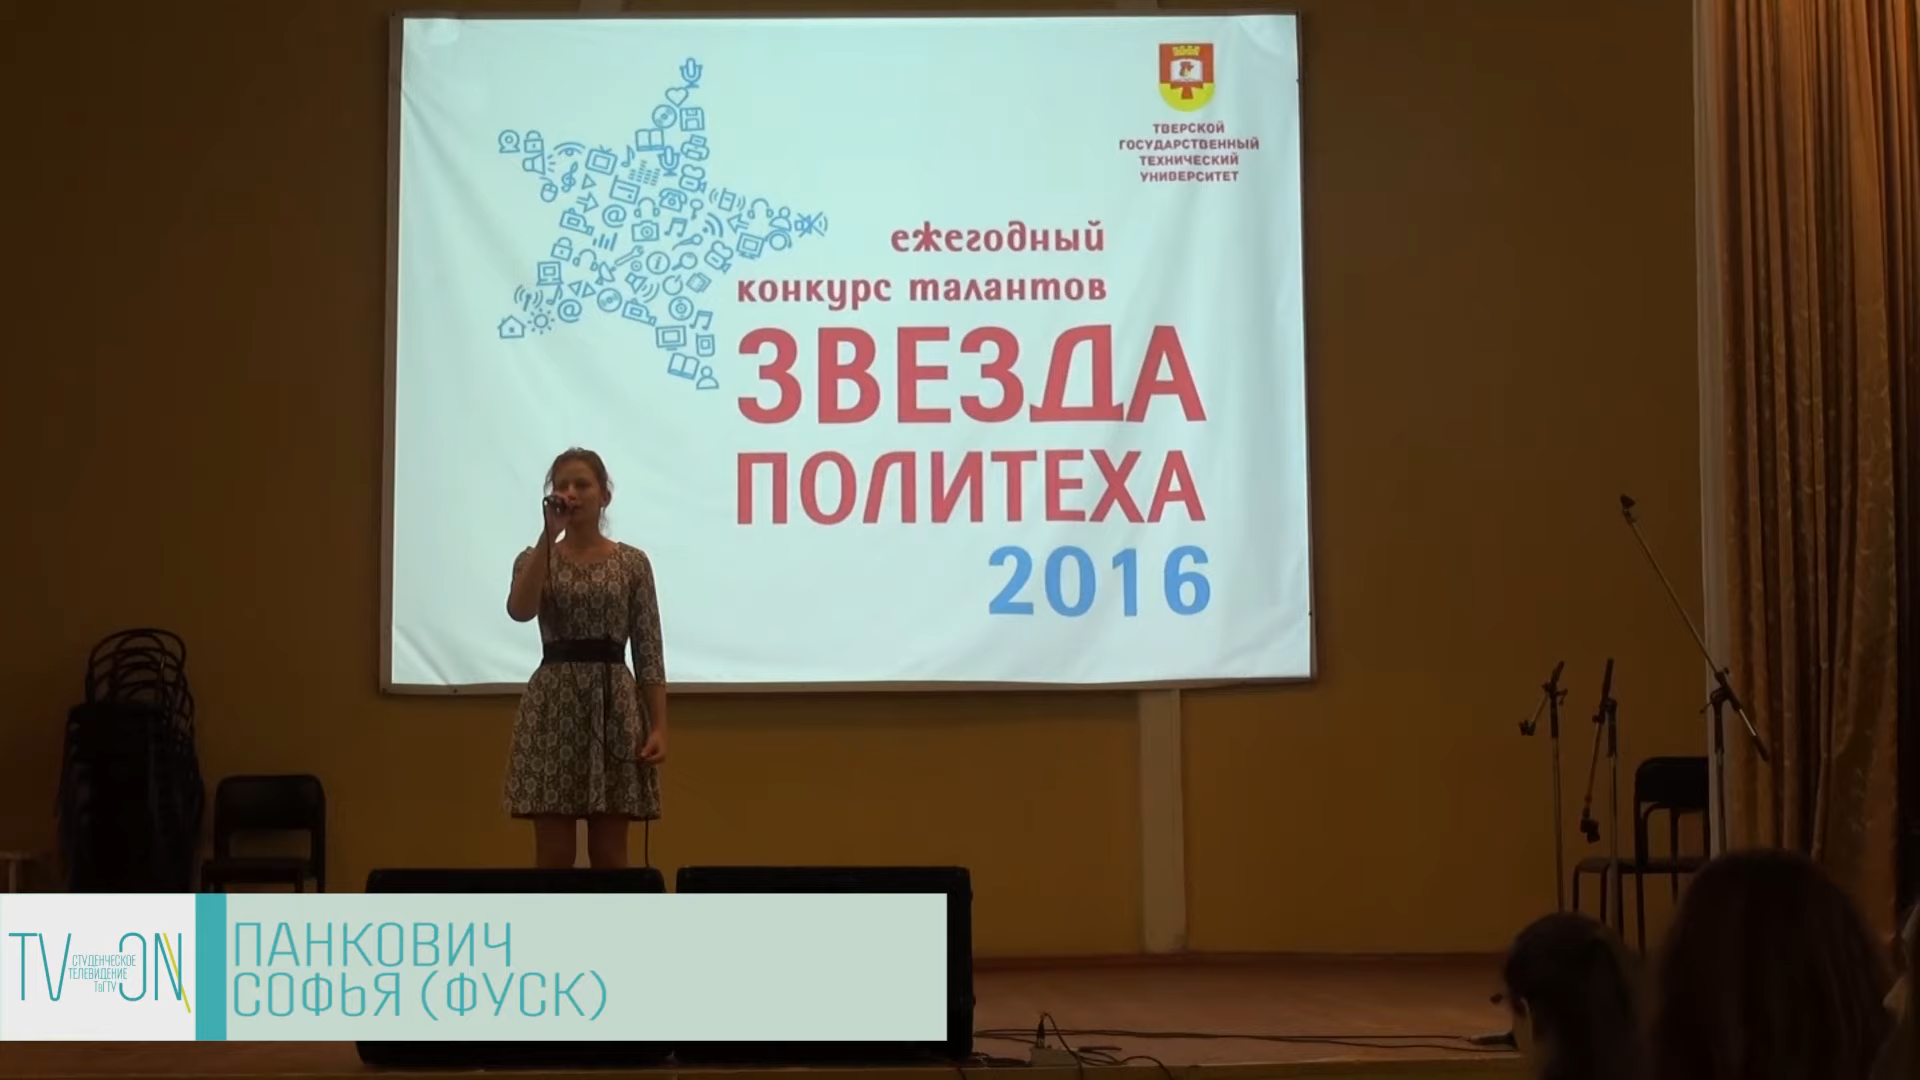 ТВЕРСКОЙ
ГОСУДАРСТВЕННЫЙ
ТЕХНИЧЕСКИЙ
УНИВЕРСИТЕТ
ежегодный
конкурс талантов
ЗВЕЗДА
ПОЛИТЕХА
2016
TV ON
СТУДЕНЧЕСКОЕ
ТЕЛЕВИДЕНИЕ
ТвГТУ
ПАНКОВИЧ
СОФЬЯ (ФУСК)